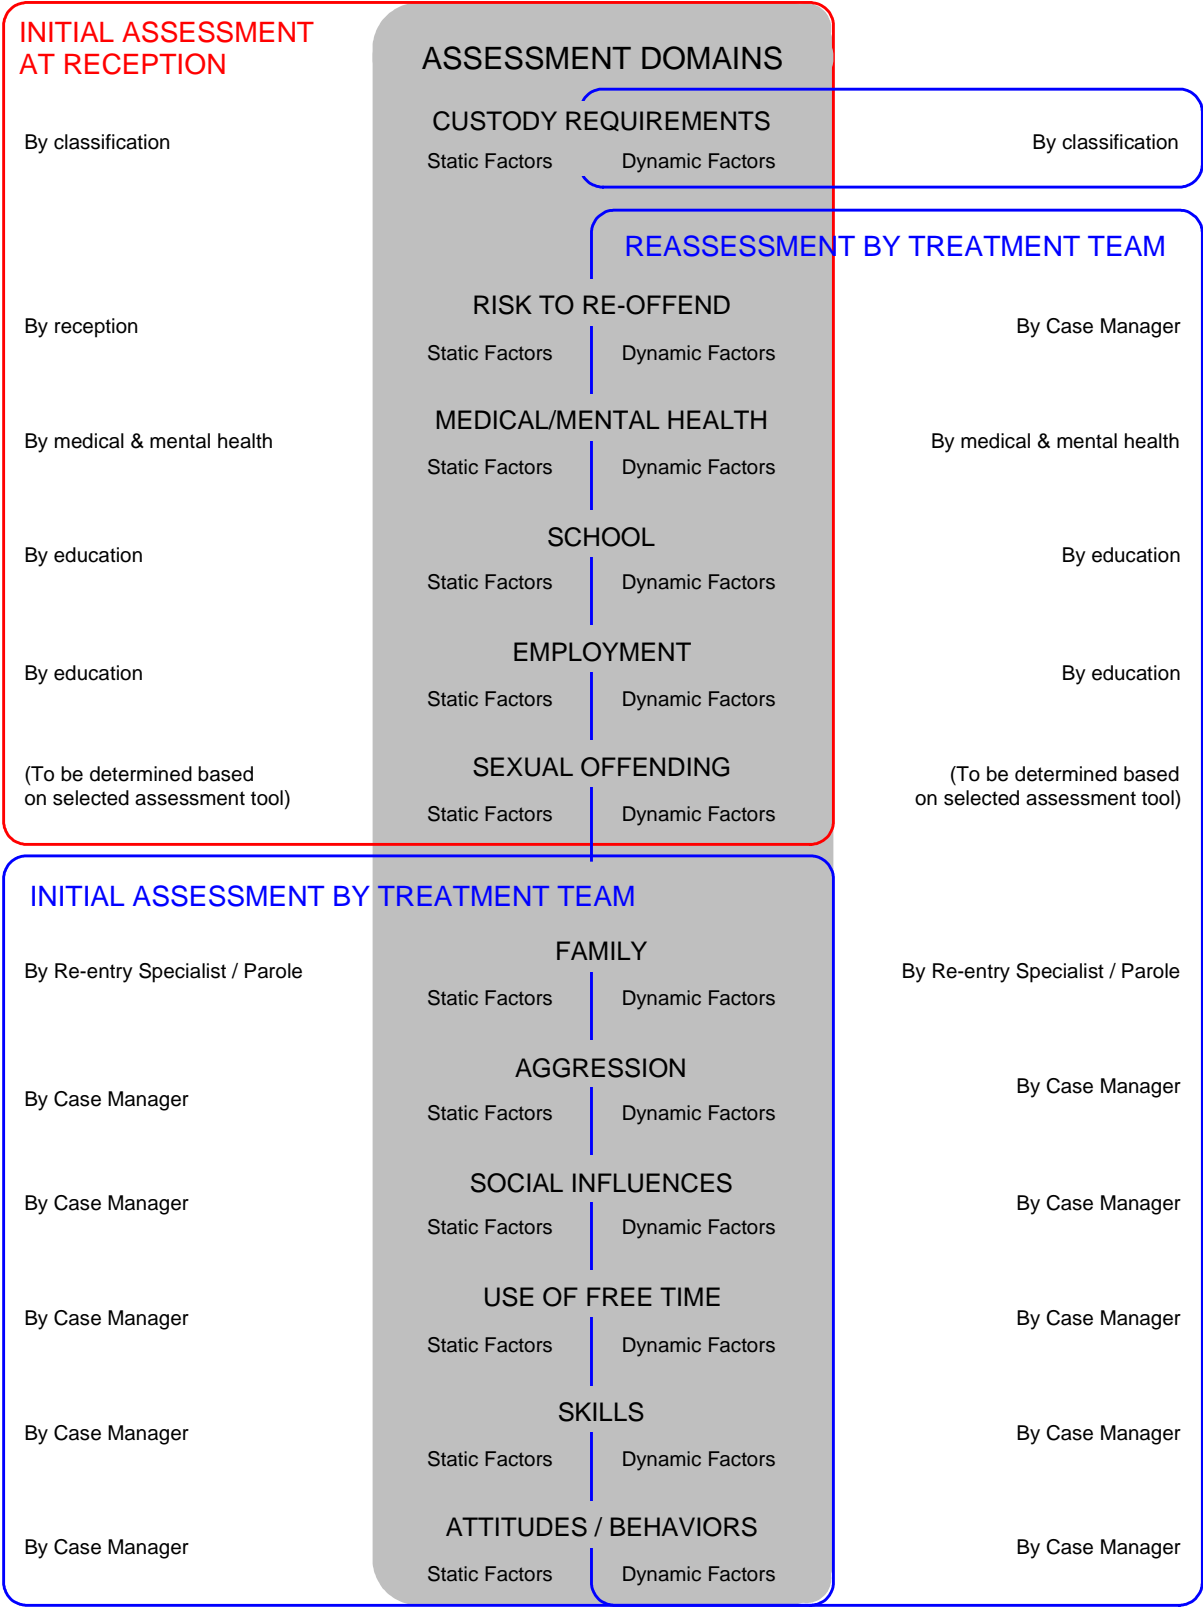 INITIAL ASSESSMENT
AT RECEPTION
ASSESSMENT DOMAINS
CUSTODY REQUIREMENTS
By classification
By classification
Static Factors
Dynamic Factors
REASSESSMENT BY TREATMENT TEAM
RISK TO RE-OFFEND
By reception
By Case Manager
Static Factors
Dynamic Factors
MEDICAL/MENTAL HEALTH
By medical & mental health
By medical & mental health
Static Factors
Dynamic Factors
SCHOOL
By education
By education
Static Factors
Dynamic Factors
EMPLOYMENT
By education
By education
Static Factors
Dynamic Factors
SEXUAL OFFENDING
(To be determined based
on selected assessment tool)
(To be determined based
on selected assessment tool)
Static Factors
Dynamic Factors
INITIAL ASSESSMENT BY TREATMENT TEAM
FAMILY
By Re-entry Specialist / Parole
By Re-entry Specialist / Parole
Static Factors
Dynamic Factors
AGGRESSION
By Case Manager
By Case Manager
Static Factors
Dynamic Factors
SOCIAL INFLUENCES
By Case Manager
By Case Manager
Static Factors
Dynamic Factors
USE OF FREE TIME
By Case Manager
By Case Manager
Static Factors
Dynamic Factors
SKILLS
By Case Manager
By Case Manager
Static Factors
Dynamic Factors
ATTITUDES / BEHAVIORS
By Case Manager
By Case Manager
Static Factors
Dynamic Factors